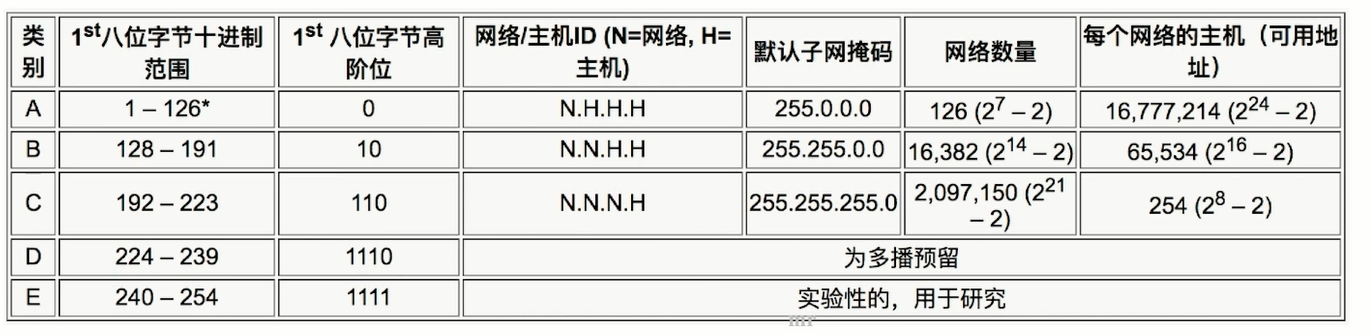 类别 1st八位字节十进制范围 1st 八位字节高阶位 网络/主机ID (N=网络, H=主机) 默认子网掩码 网络数量 每个网络的主机（可用地址）
A 1 – 126* 0 N.H.H.H 255.0.0.0 126 (2^7 – 2) 16,777,214 (2^24 – 2)
B 128 – 191 10 N.N.H.H 255.255.0.0 16,382 (2^14 – 2) 65,534 (2^16 – 2)
C 192 – 223 110 N.N.N.H 255.255.255.0 2,097,150 (2^21 – 2) 254 (2^8 – 2)
D 224 – 239 1110 为多播预留
E 240 – 254 1111 实验性的，用于研究